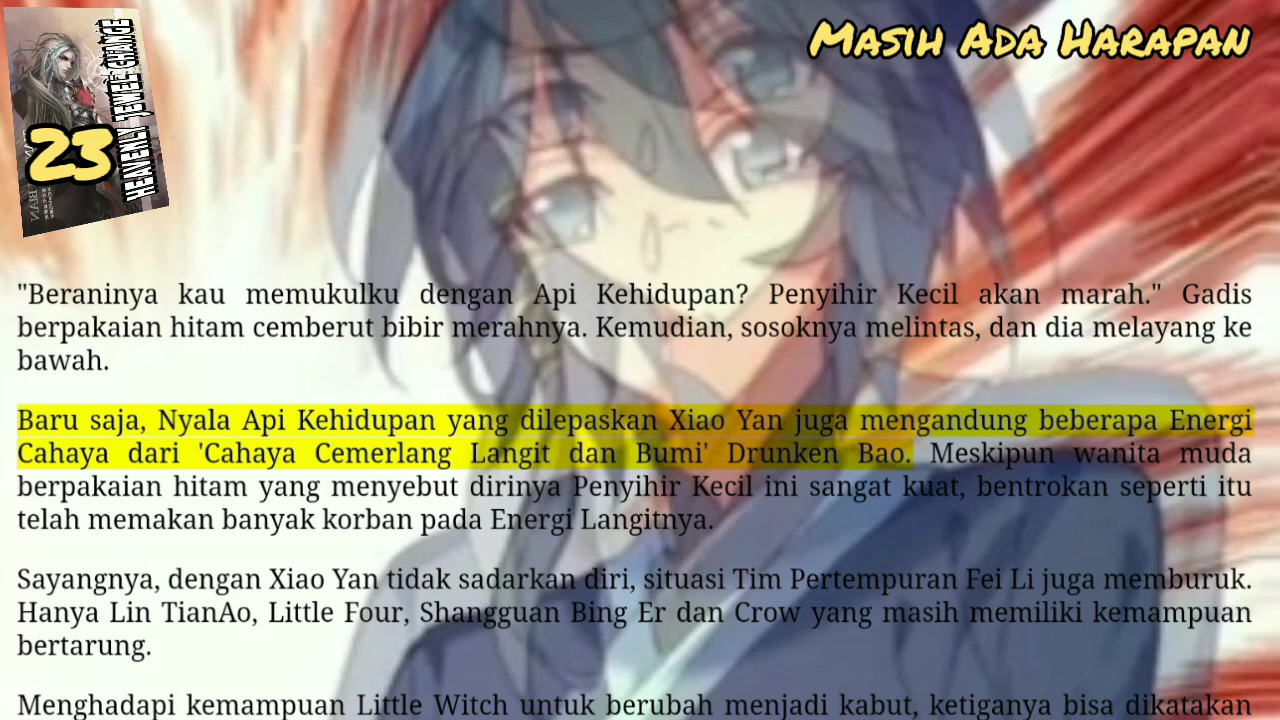 Masih Ada Harapan
HEAVENLY JEWEL CHANGE
23
"Beraninya kau memukulku dengan Api Kehidupan? Penyihir Kecil akan marah." Gadis
berpakaian hitam cemberut bibir merahnya. Kemudian, sosoknya melintas, dan dia melayang ke
bawah.
Baru saja, Nyala Api Kehidupan yang dilepaskan Xiao Yan juga mengandung beberapa Energi
Cahaya dari 'Cahaya Cemerlang Langit dan Bumi' Drunken Bao. Meskipun wanita muda
berpakaian hitam yang menyebut dirinya Penyihir Kecil ini sangat kuat, bentrokan seperti itu
telah memakan banyak korban pada Energi Langitnya.
Sayangnya, dengan Xiao Yan tidak sadarkan diri, situasi Tim Pertempuran Fei Li juga memburuk.
Hanya Lin TianAo, Little Four, Shangguan Bing Er dan Crow yang masih memiliki kemampuan
bertarung.
Menghadapi kemampuan Little Witch untuk berubah menjadi kabut, ketiganya bisa dikatakan